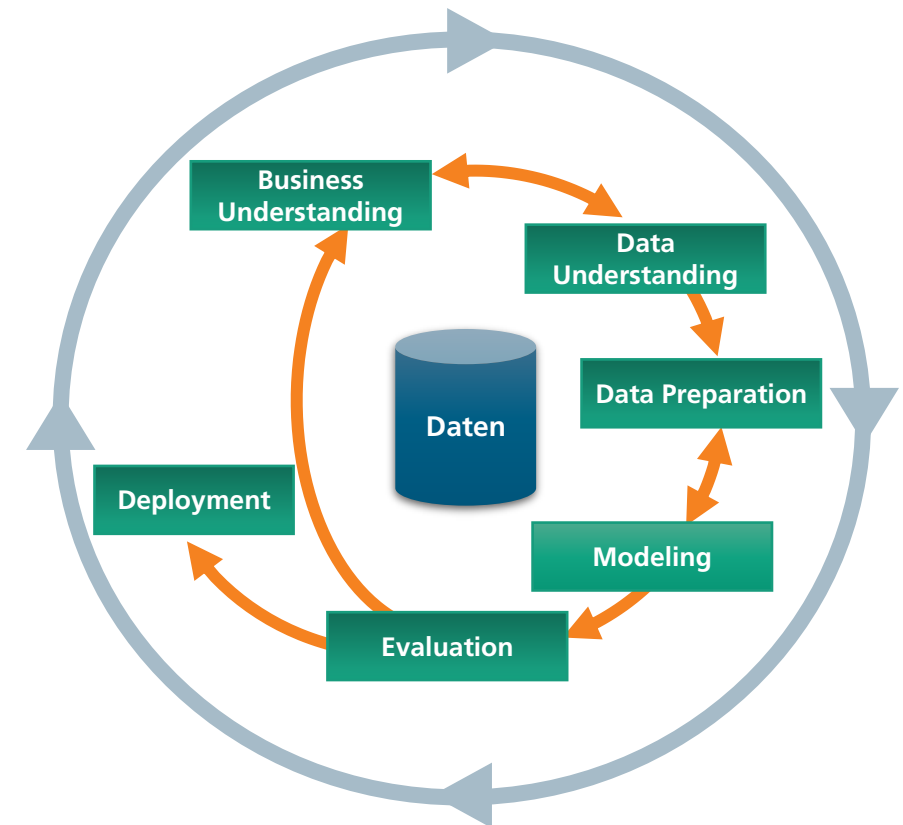 Business
Understanding
Data
Understanding
Data Preparation
Daten
Deployment
Modeling
Evaluation